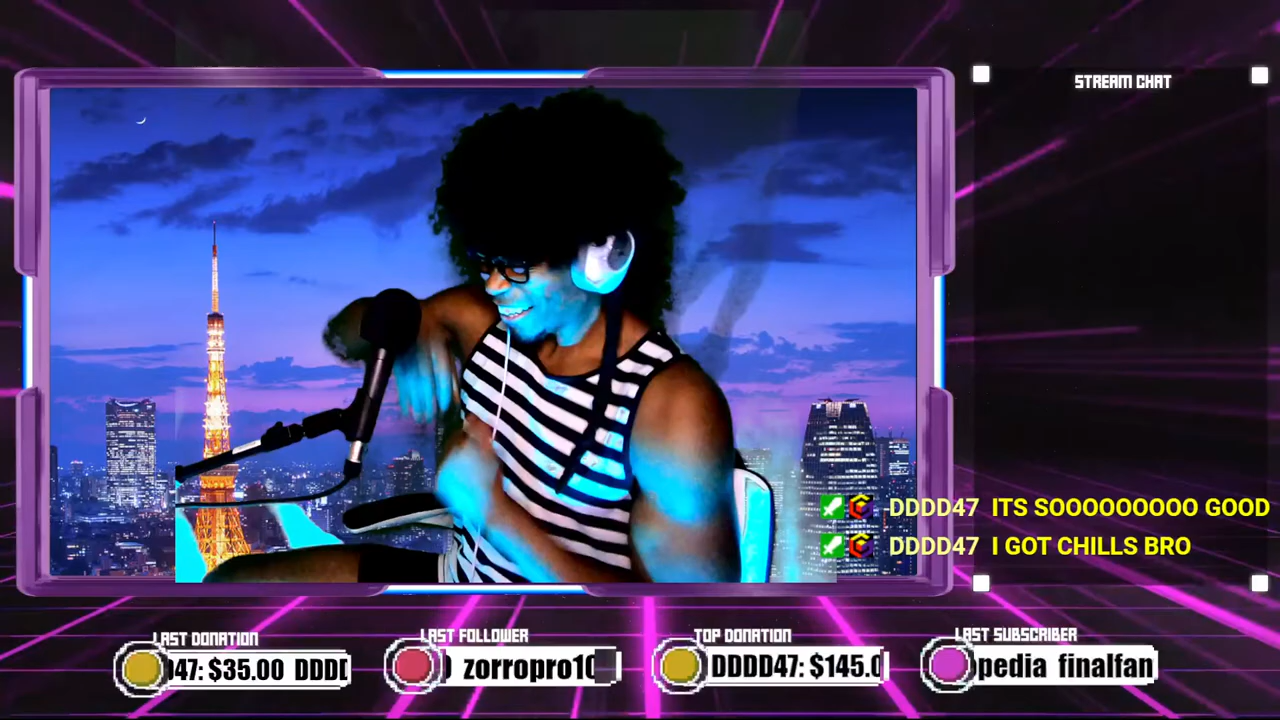 STREAM CHAT
DDDD47 ITS SOOOOOOOOO GOOD
DDDD47 I GOT CHILLS BRO
LAST DONATION
47: $35.00 DDD
LAST FOLLOWER
zorropro10
TOP DONATION
DDDD47: $145.0
LAST SUBSCRIBER
pedia finalfan